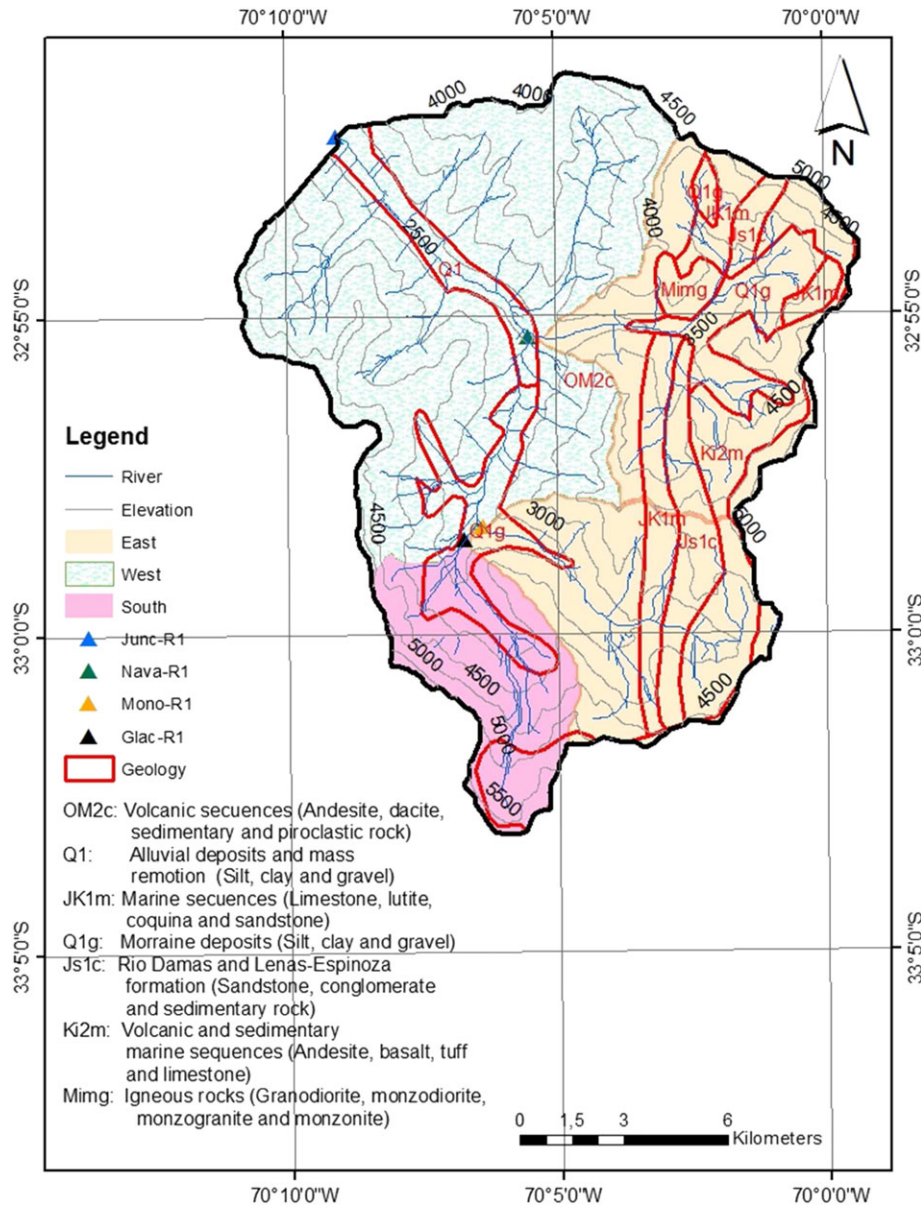 70°10'0"W 70°5'0"W 70°0'0"W
4000
4000
4500
N
5000
4500
Q1g
JK1m
Js1c
4000
2500
Q1
Mimg
Q1g
JK1m
32°55'0"S
32°55'0"S
3500
OM2c
4500
Ki2m
Legend
River
Elevation
East
West
South
Junc-R1
Nava-R1
Mono-R1
Glac-R1
Geology
4500
Q1g
3000
JK1m
Js1c
5000
33°0'0"S
33°0'0"S
5000
4500
4500
5000
5500
OM2c: Volcanic secuences (Andesite, dacite,
sedimentary and piroclastic rock)
Q1: Alluvial deposits and mass
remotion (Silt, clay and gravel)
JK1m: Marine secuences (Limestone, lutite,
coquina and sandstone)
Q1g: Morraine deposits (Silt, clay and gravel)
Js1c: Rio Damas and Lenas-Espinoza
formation (Sandstone, conglomerate
and sedimentary rock)
Ki2m: Volcanic and sedimentary
marine sequences (Andesite, basalt, tuff
and limestone)
Mimg: Igneous rocks (Granodiorite, monzodiorite,
monzogranite and monzonite)
33°5'0"S
33°5'0"S
0 1,5 3 6
Kilometers
70°10'0"W 70°5'0"W 70°0'0"W